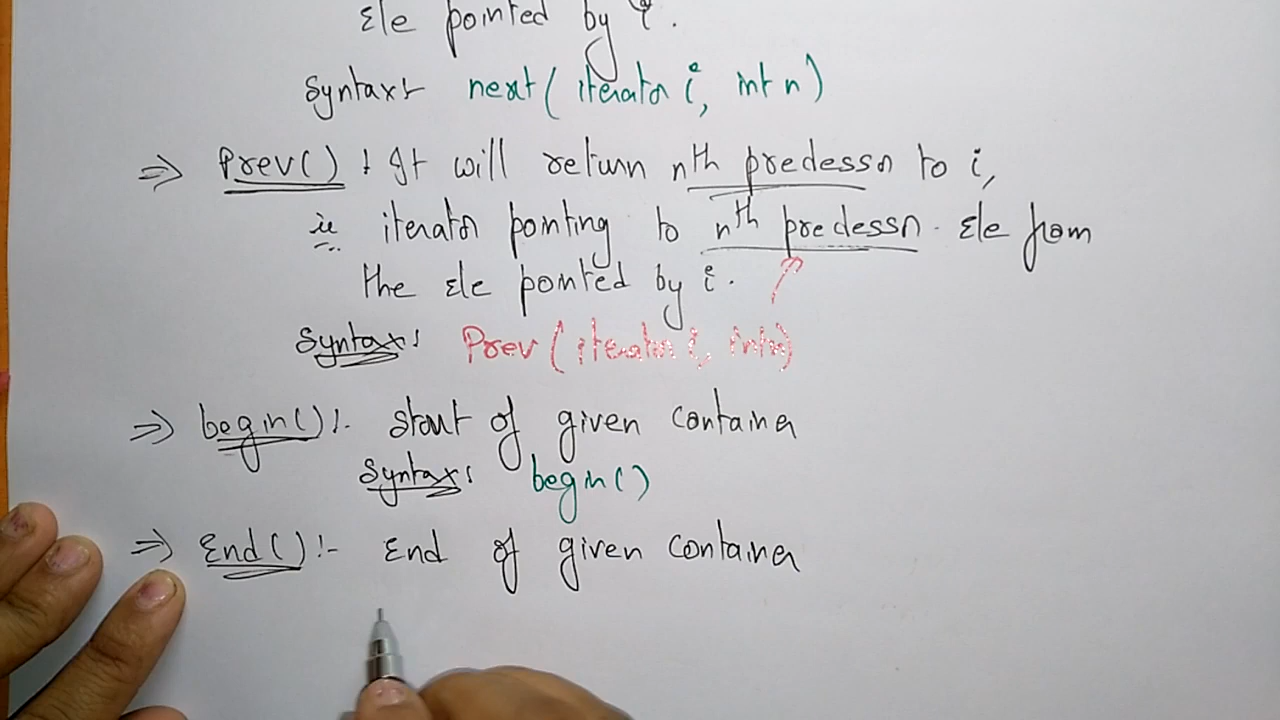 Ele pointed by i.
Syntax:- next( iterator i, int n)
⇒ Prev() : It will return nth predessor to i,
ie iterator pointing to nth predessor. Ele from
the ele pointed by i.
Syntax: Prev (iterator i, int n)
⇒ begin():- start of given container
Syntax: begin()
⇒ End():- End of given container